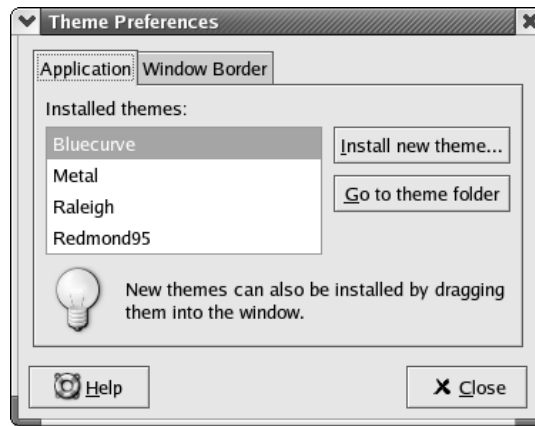 Theme Preferences
Application
Window Border
Installed themes:
Bluecurve
Metal
Raleigh
Redmond95
Install new theme...
Go to theme folder
New themes can also be installed by dragging
them into the window.
Help
Close